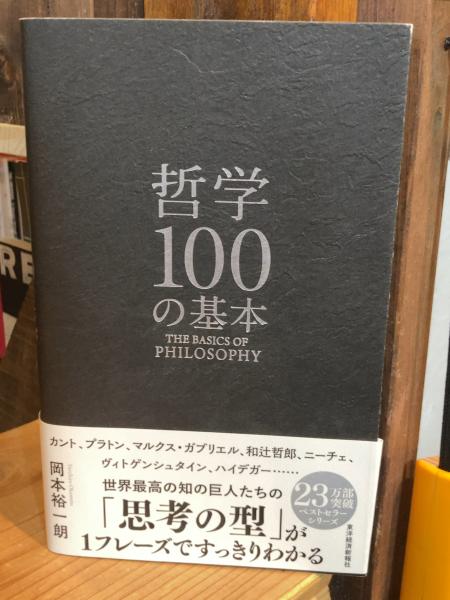 哲学
100
の基本
THE BASICS OF
PHILOSOPHY
カント、プラトン、マルクス・ガブリエル、和辻哲郎、ニーチェ、
ヴィトゲンシュタイン、ハイデガー……
世界最高の知の巨人たちの
「思考の型」が
1フレーズですっきりわかる
岡本裕一朗
23万部
突破
ベストセラー
シリーズ
東洋経済新報社
RE